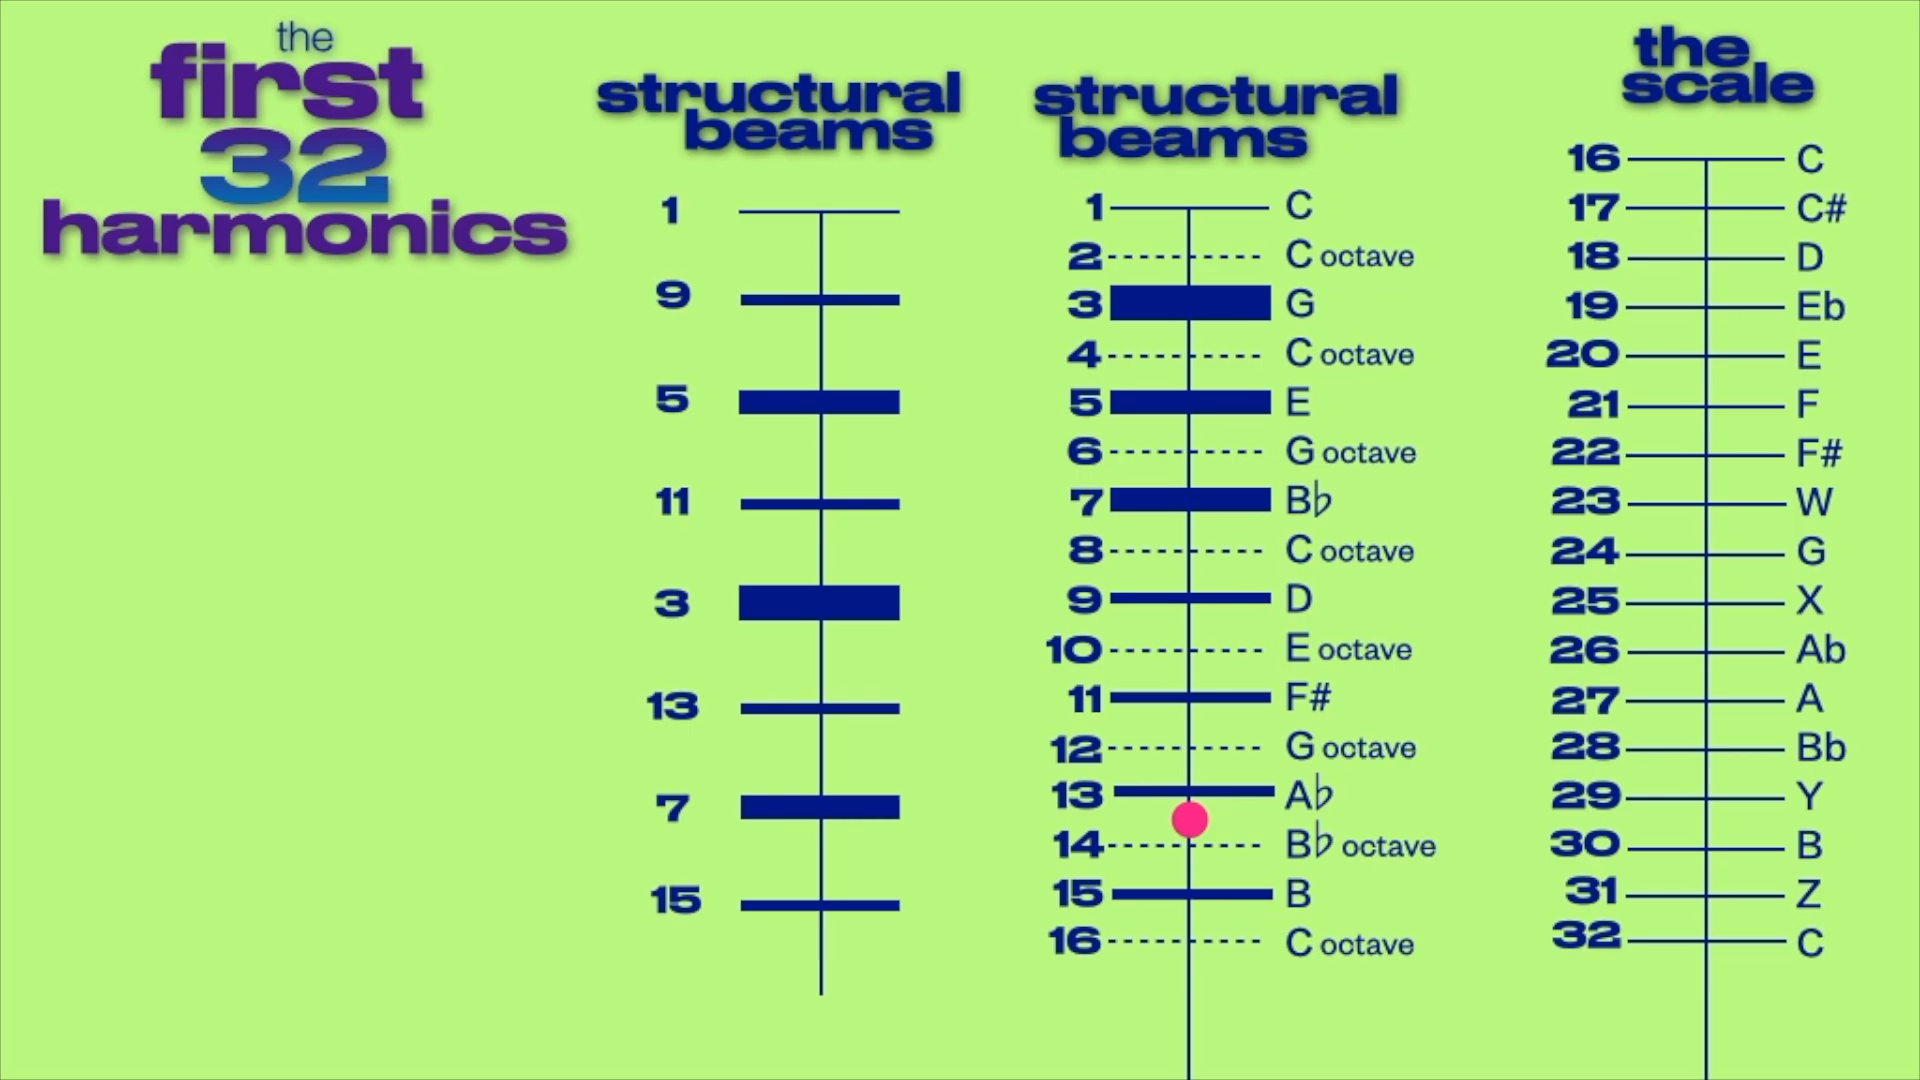 the
first
32
harmonics
structural
beams
1
9
5
11
3
13
7
15
structural
beams
1 C
2 C octave
3 G
4 C octave
5 E
6 G octave
7 B♭
8 C octave
9 D
10 E octave
11 F#
12 G octave
13 A♭
14 B♭ octave
15 B
16 C octave
the
scale
16 C
17 C#
18 D
19 Eb
20 E
21 F
22 F#
23 W
24 G
25 X
26 Ab
27 A
28 Bb
29 Y
30 B
31 Z
32 C